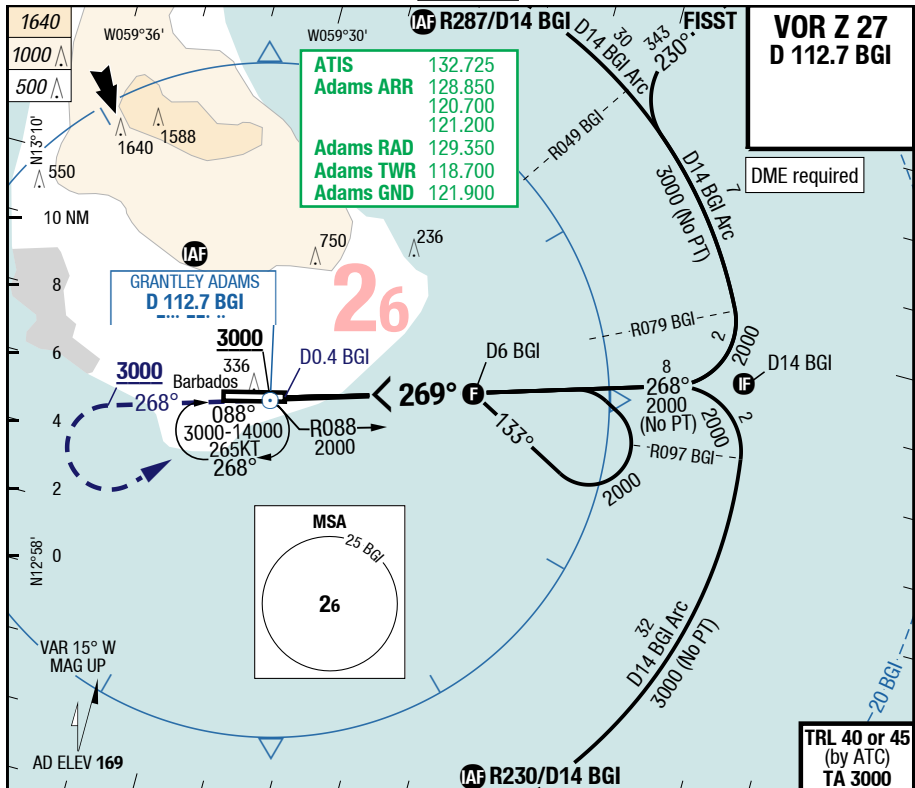 1640
1000
500
W059°36'
W059°30'
IAF R287/D14 BGI
FISST
VOR Z 27
D 112.7 BGI
DME required
ATIS 132.725
Adams ARR 128.850
120.700
121.200
Adams RAD 129.350
Adams TWR 118.700
Adams GND 121.900
30
D14 BGI Arc
343
230°
R049 BGI
7
D14 BGI Arc
3000 (No PT)
N13°10'
1640
1588
550
10 NM
8
6
4
2
0
N12°58'
IAF
750
236
GRANTLEY ADAMS
D 112.7 BGI
26
3000
336
D0.4 BGI
3000
268°
Barbados
088°
3000-14000
265KT
268°
R088
2000
269°
F
D6 BGI
133°
2000
R079 BGI
2
2000
8
268°
2000
(No PT)
IF
D14 BGI
2000
2
R097 BGI
32
D14 BGI Arc
3000 (No PT)
MSA
25 BGI
26
VAR 15° W
MAG UP
AD ELEV 169
IAF R230/D14 BGI
20 BGI
TRL 40 or 45
(by ATC)
TA 3000